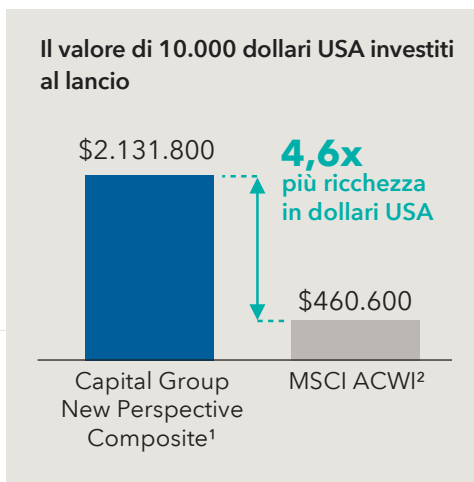 Il valore di 10.000 dollari USA investiti
al lancio
$2.131.800
4,6x
più ricchezza
in dollari USA
$460.600
Capital Group
New Perspective
Composite¹
MSCI ACWI²